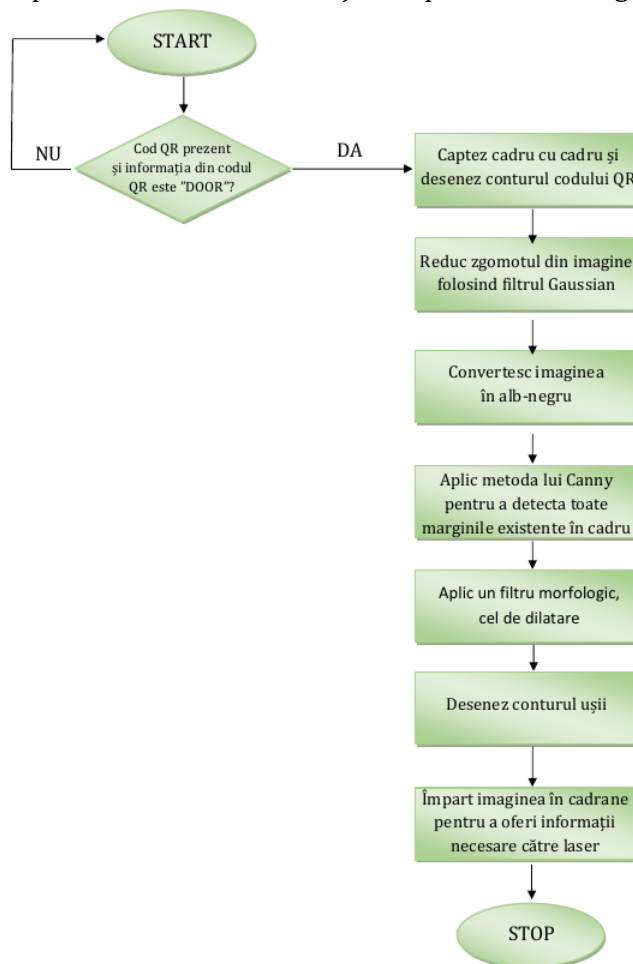 START
Cod QR prezent
și informația din codul
QR este ”DOOR”?
NU
DA
Captez cadru cu cadru și
desenez conturul codului QR
Reduc zgomotul din imagine
folosind filtrul Gaussian
Convertesc imaginea
în alb-negru
Aplic metoda lui Canny
pentru a detecta toate
marginile existente în cadru
Aplic un filtru morfologic,
cel de dilatare
Desenez conturul ușii
Împart imaginea în cadrane
pentru a oferi informații
necesare către laser
STOP